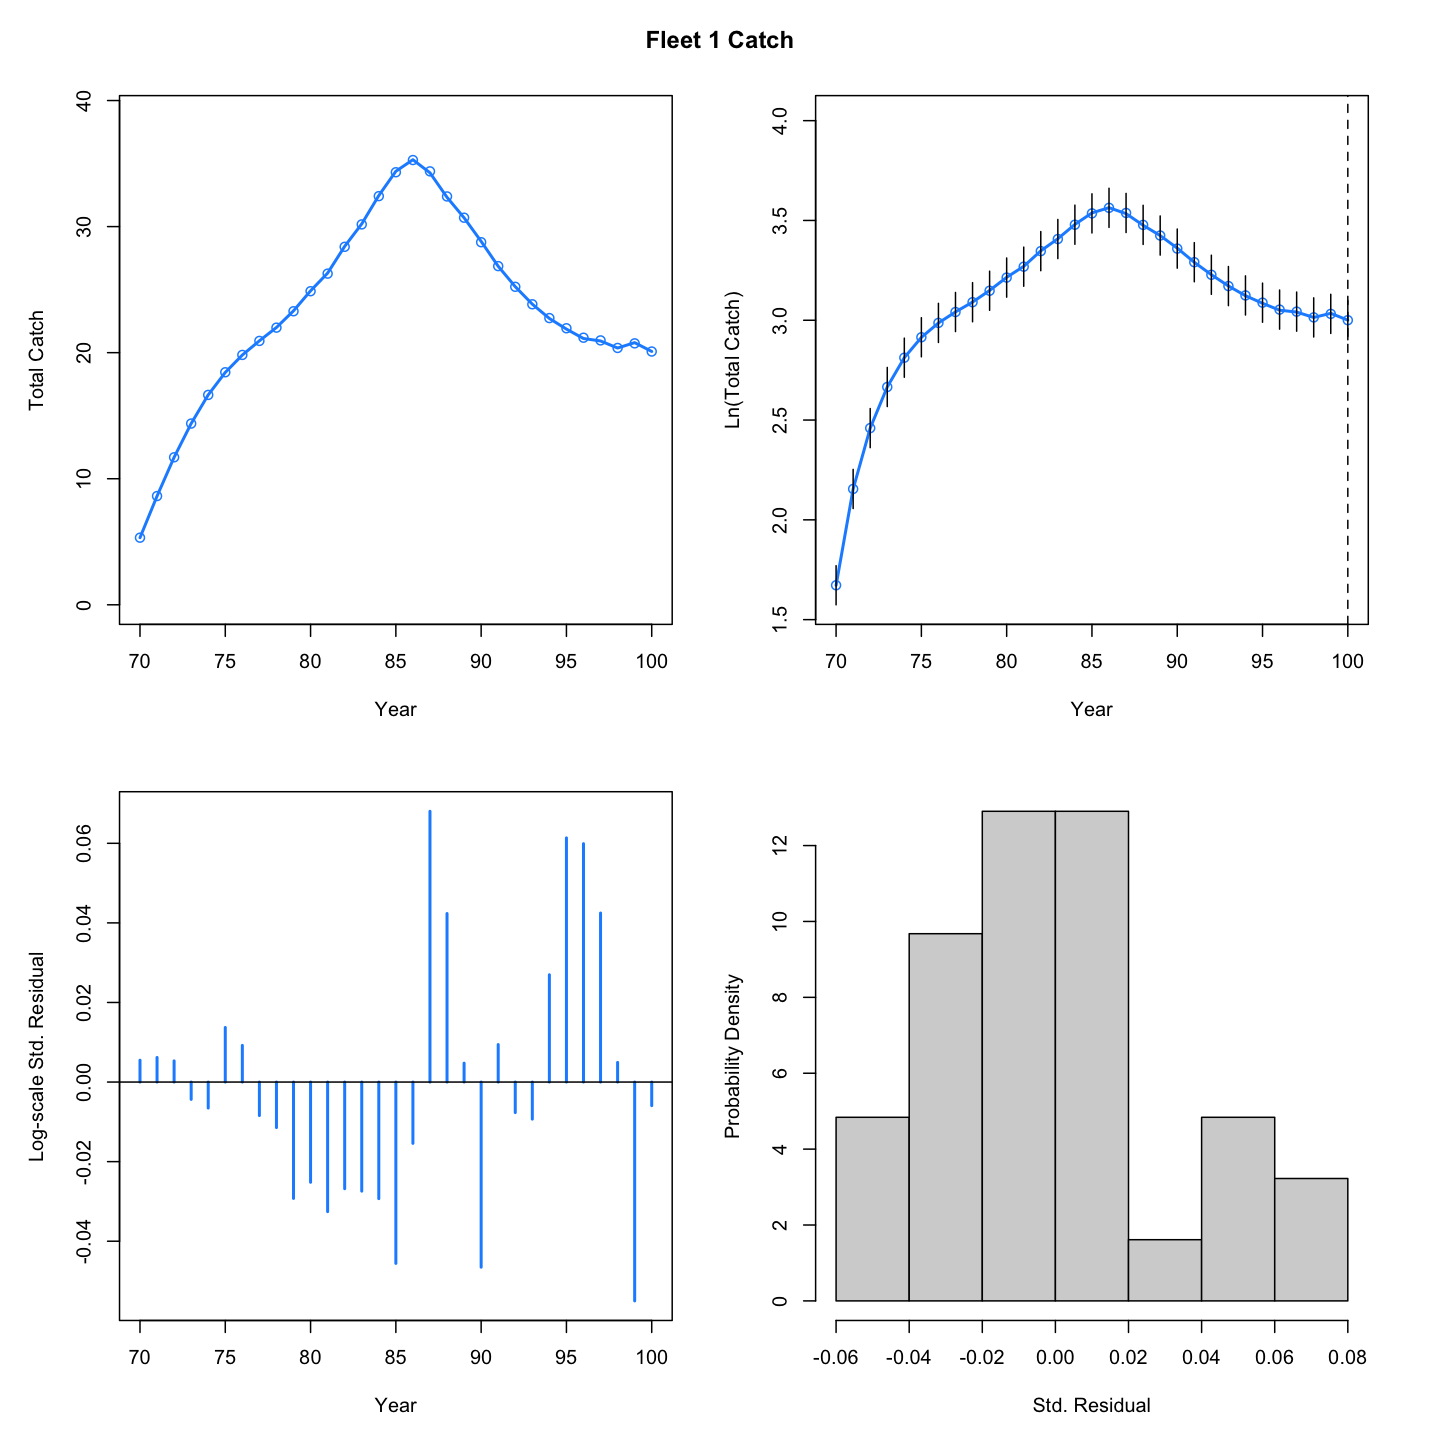 Fleet 1 Catch
Total Catch
0 10 20 30 40
70 75 80 85 90 95 100
Year
Ln(Total Catch)
1.5 2.0 2.5 3.0 3.5 4.0
70 75 80 85 90 95 100
Year
Log-scale Std. Residual
-0.04 -0.02 0.00 0.02 0.04 0.06
70 75 80 85 90 95 100
Year
Probability Density
0 2 4 6 8 10 12
-0.06 -0.04 -0.02 0.00 0.02 0.04 0.06 0.08
Std. Residual